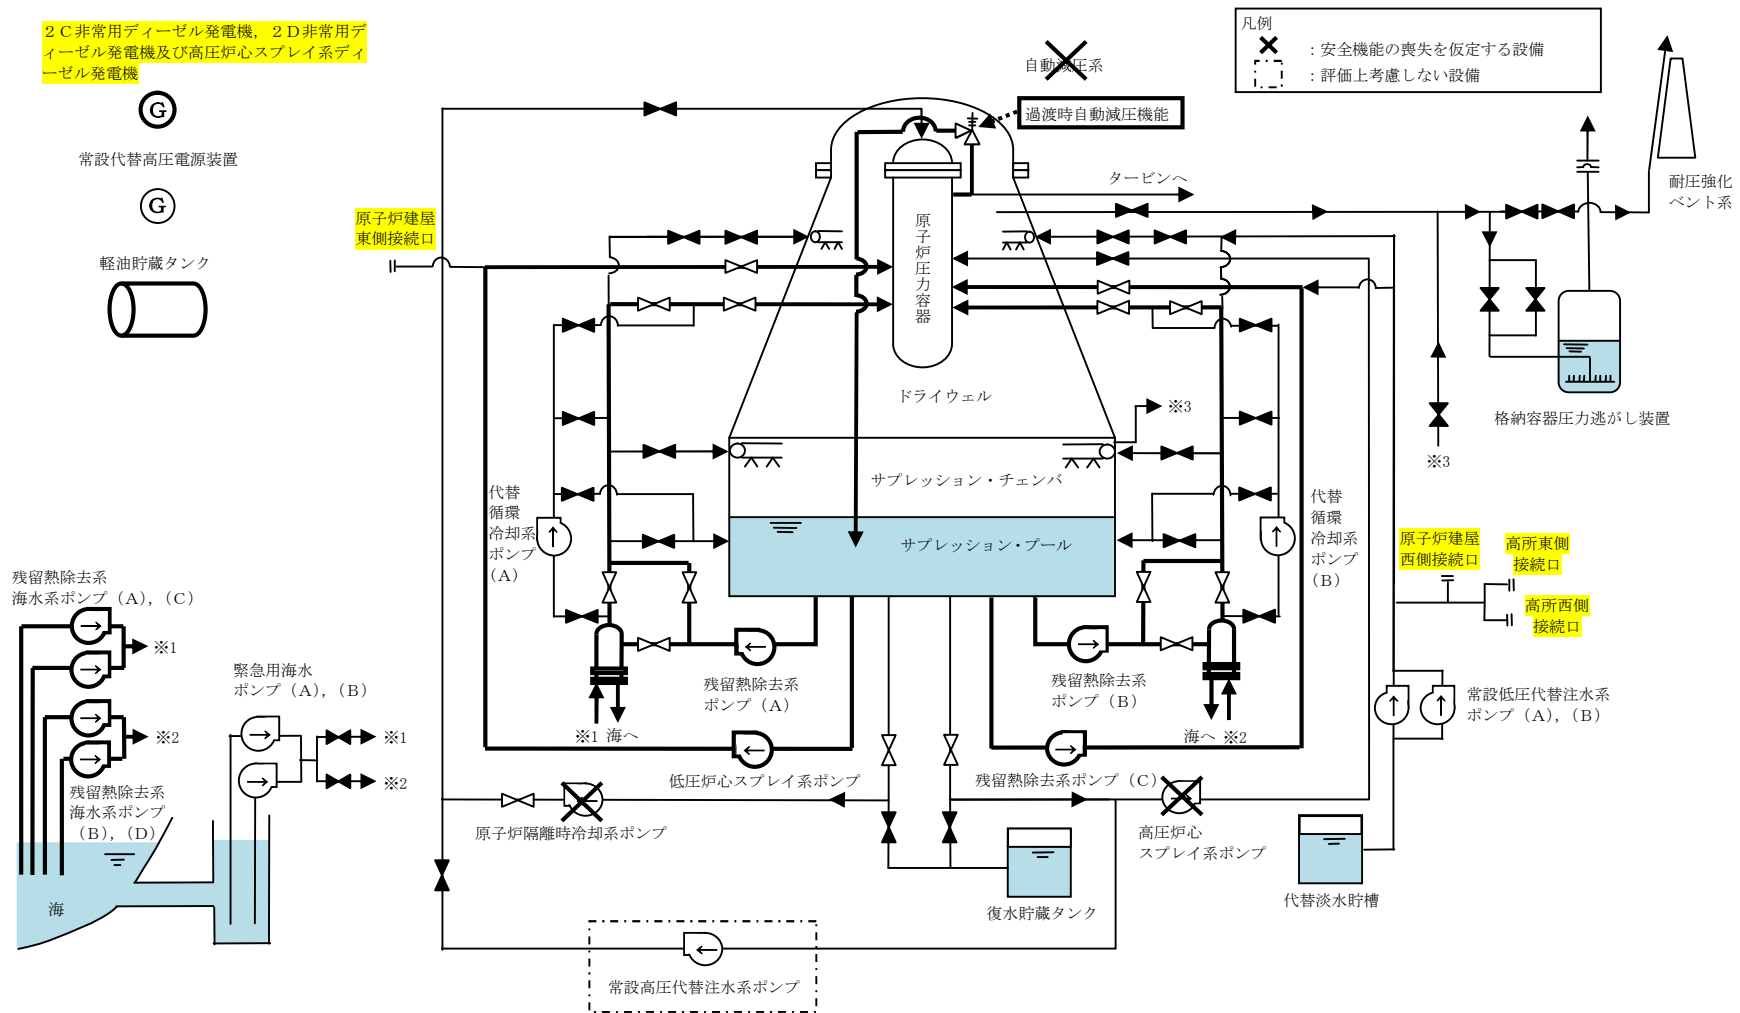 ２Ｃ非常用ディーゼル発電機，２Ｄ非常用デ
ィーゼル発電機及び高圧炉心スプレイ系ディ
ーゼル発電機
G
常設代替高圧電源装置
G
軽油貯蔵タンク
原子炉建屋
東側接続口
自動減圧系
過渡時自動減圧機能
凡例
：安全機能の喪失を仮定する設備
：評価上考慮しない設備
タービンへ
耐圧強化
ベント系
原子炉圧力容器
ドライウェル
※3
格納容器圧力逃がし装置
※3
サプレッション・チェンバ
サプレッション・プール
代替
循環
冷却系
ポンプ
（A）
代替
循環
冷却系
ポンプ
（B）
原子炉建屋
西側接続口
高所東側
接続口
高所西側
接続口
残留熱除去系
海水系ポンプ（A），（C）
※1
※2
残留熱除去系
海水系ポンプ
（B），（D）
海
緊急用海水
ポンプ（A），（B）
※1
※2
残留熱除去系
ポンプ（A）
※1 海へ
残留熱除去系
ポンプ（B）
海へ ※2
低圧炉心スプレイ系ポンプ
残留熱除去系ポンプ（C）
常設低圧代替注水系
ポンプ（A），（B）
原子炉隔離時冷却系ポンプ
高圧炉心
スプレイ系ポンプ
復水貯蔵タンク
代替淡水貯槽
常設高圧代替注水系ポンプ